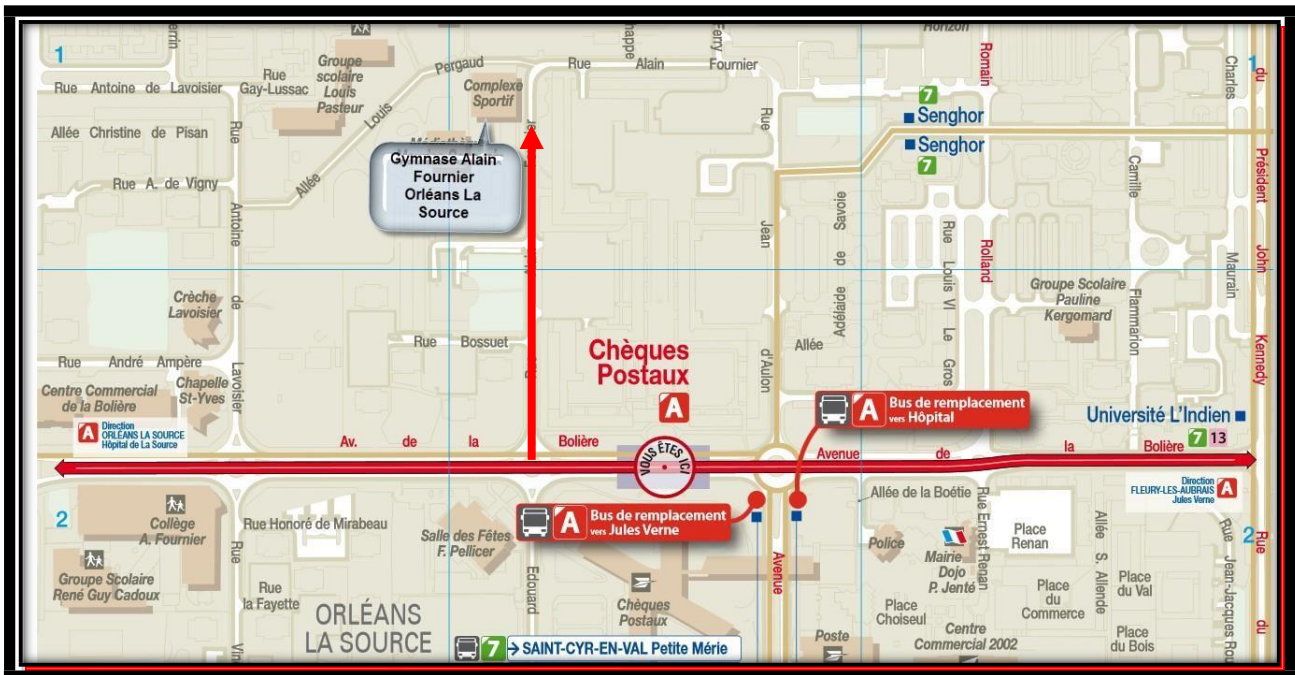 1
Rue Antoine de Lavoisier
Rue
Gay-Lussac
Groupe
scolaire
Louis
Pasteur
Pergaud
Louis
Allée
Complexe
Sportif
Rue Alain Fournier
Ferry
Horizon
Romain
Rolland
Charles
1
du
Président
John
Kennedy
Allée Christine de Pisan
Rue A. de Vigny
Rue
Antoine
de
Lavoisier
Gymnase Alain
Fournier
Orléans La
Source
Rue
Jean
d'Aulon
7
Senghor
Senghor
7
Allée
Adélaïde de Savoie
Rue Louis VI Le Gros
Camille
Flammarion
Maurain
Groupe Scolaire
Pauline
Kergomard
Crèche
Lavoisier
Rue André Ampère
Centre Commercial
de la Bolière
Chapelle
St-Yves
Rue Bossuet
Chèques
Postaux
A
A Bus de remplacement
vers Hôpital
Université L'Indien
7 13
A Direction
ORLÉANS LA SOURCE
Hôpital de La Source
Av. de la Bolière
VOUS ÊTES ICI
Avenue de la Bolière
Direction
FLEURY-LES-AUBRAIS
Jules Verne
A
2
Collège
A. Fournier
Groupe Scolaire
René Guy Cadoux
Rue Honoré de Mirabeau
Rue
la Fayette
Rue
Salle des Fêtes
F. Pellicer
A Bus de remplacement
vers Jules Verne
Edouard
Avenue
Allée de la Boétie
Rue Ernest Renan
Police
Mairie
Dojo
P. Jenté
Place
Renan
Allée S. Allende
Rue Jean-Jacques Rou
2
Rue
du
Place
du Val
Place
du
Commerce
Place
Choiseul
Centre
Commercial 2002
Place
du Bois
Poste
Chèques
Postaux
ORLÉANS
LA SOURCE
7 → SAINT-CYR-EN-VAL Petite Mérie